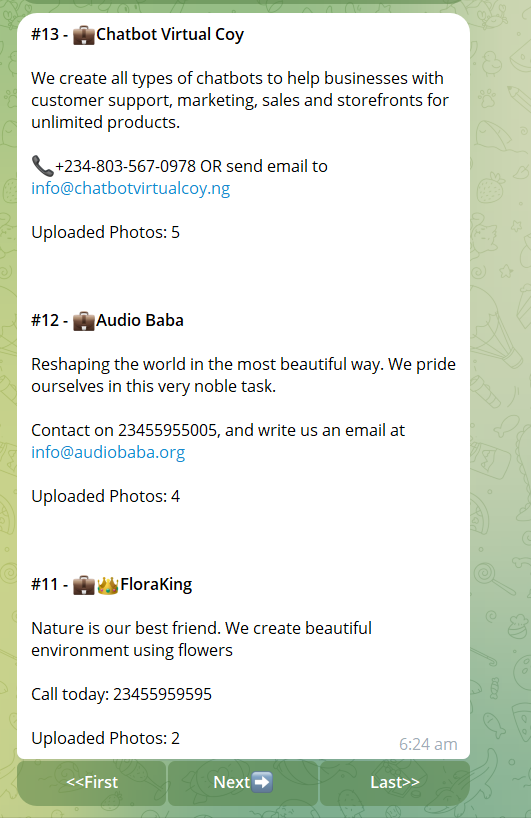 #13 - 💼Chatbot Virtual Coy
We create all types of chatbots to help businesses with
customer support, marketing, sales and storefronts for
unlimited products.
📞+234-803-567-0978 OR send email to
info@chatbotvirtualcoy.ng
Uploaded Photos: 5
#12 - 💼Audio Baba
Reshaping the world in the most beautiful way. We pride
ourselves in this very noble task.
Contact on 23455955005, and write us an email at
info@audiobaba.org
Uploaded Photos: 4
#11 - 💼👑FloraKing
Nature is our best friend. We create beautiful
environment using flowers
Call today: 23455959595
Uploaded Photos: 2
6:24 am
<<First Next➡️ Last>>